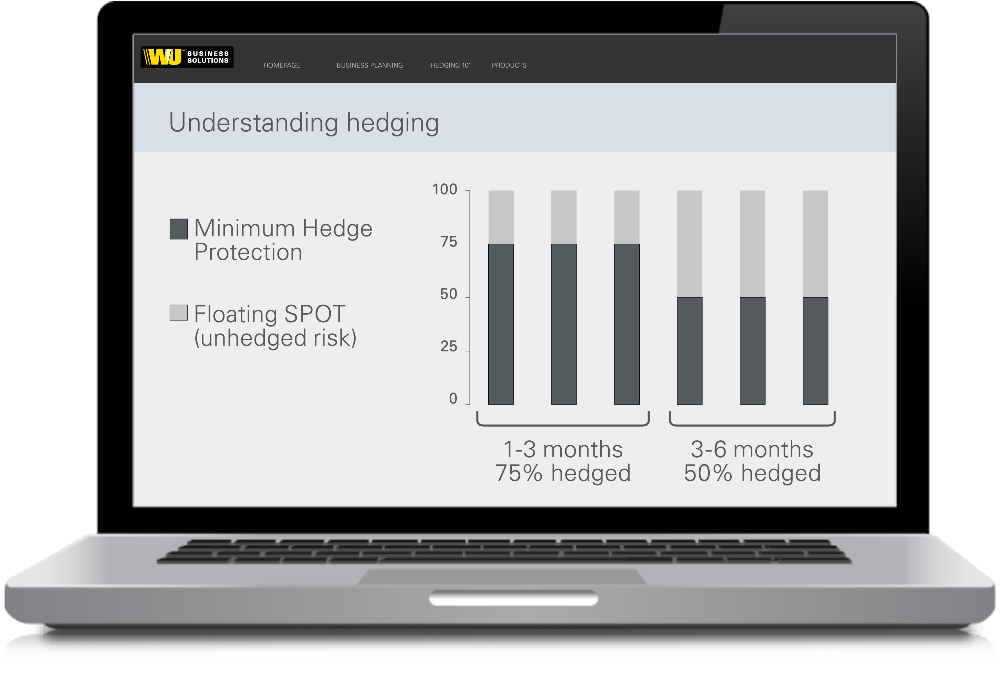 WU BUSINESS
SOLUTIONS
HOMEPAGE BUSINESS PLANNING HEDGING 101 PRODUCTS
Understanding hedging
Minimum Hedge
Protection
Floating SPOT
(unhedged risk)
100
75
50
25
0
1-3 months
75% hedged
3-6 months
50% hedged